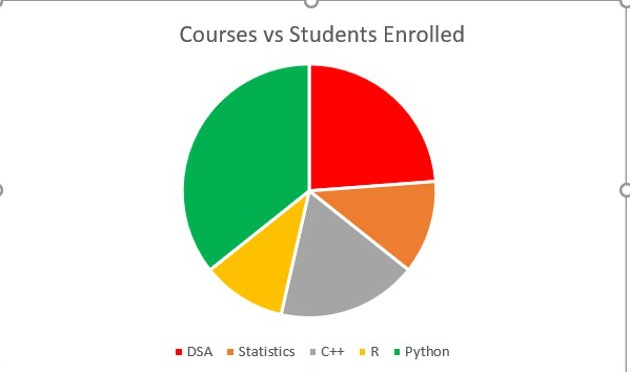 Courses vs Students Enrolled
DSA Statistics C++ R Python